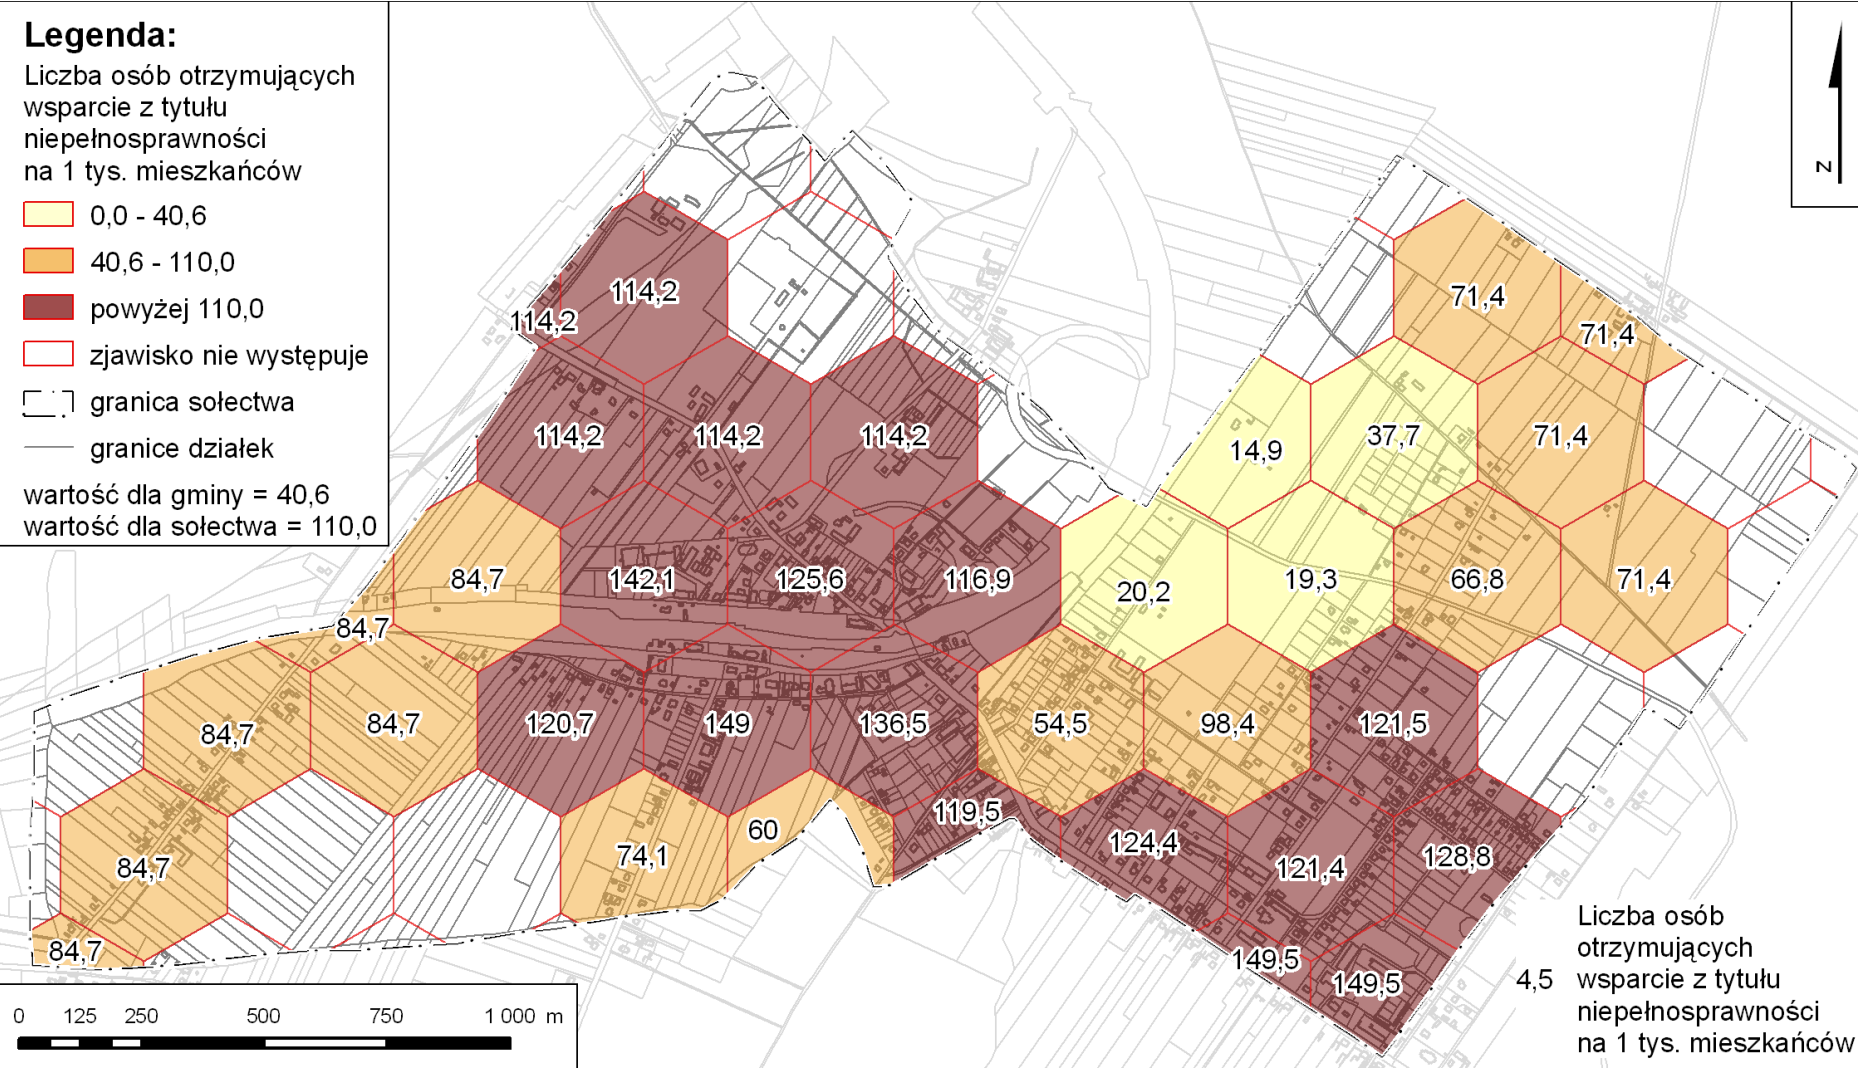 Legenda:
Liczba osób otrzymujących
wsparcie z tytułu
niepełnosprawności
na 1 tys. mieszkańców
0,0 - 40,6
40,6 - 110,0
powyżej 110,0
zjawisko nie występuje
granica sołectwa
granice działek
wartość dla gminy = 40,6
wartość dla sołectwa = 110,0
N
114,2
71,4
114,2
71,4
114,2
114,2
114,2
14,9
37,7
71,4
84,7
142,1
125,6
116,9
20,2
19,3
66,8
71,4
84,7
84,7
84,7
120,7
149
136,5
54,5
98,4
121,5
84,7
74,1
60
119,5
124,4
121,4
128,8
84,7
149,5
149,5
0 125 250 500 750 1 000 m
4,5
Liczba osób
otrzymujących
wsparcie z tytułu
niepełnosprawności
na 1 tys. mieszkańców